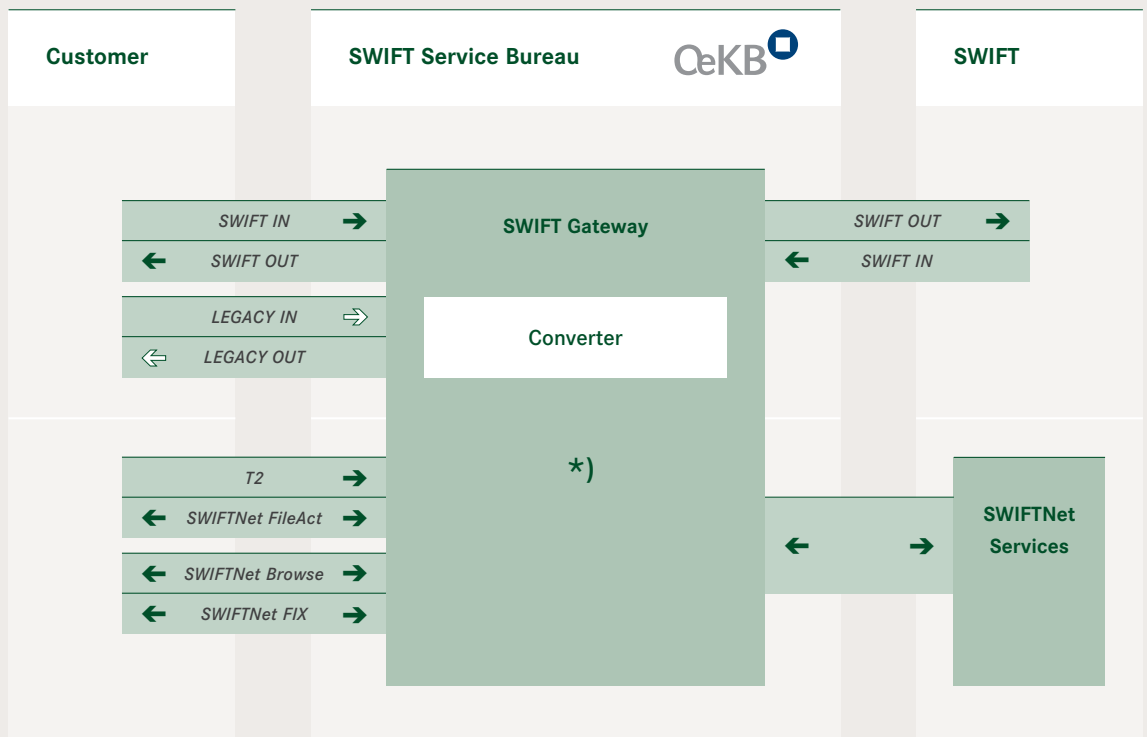 Customer
SWIFT Service Bureau
OeKB
SWIFT
SWIFT IN
SWIFT OUT
LEGACY IN
LEGACY OUT
SWIFT Gateway
Converter
*)
SWIFT OUT
SWIFT IN
T2
SWIFTNet FileAct
SWIFTNet Browse
SWIFTNet FIX
SWIFTNet
Services